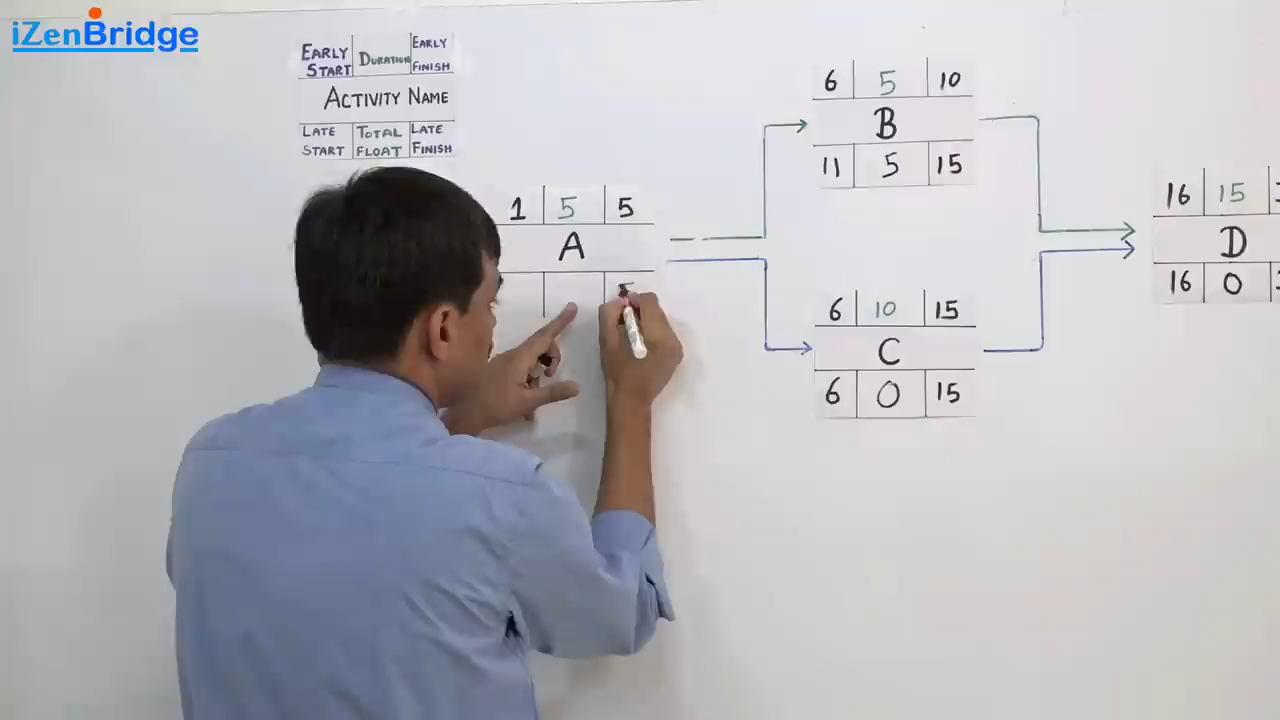 iZenBridge
EARLY START DURATION EARLY FINISH
ACTIVITY NAME
LATE START TOTAL FLOAT LATE FINISH
1 5 5
A
6 5 10
B
11 5 15
6 10 15
C
6 0 15
16 15
D
16 0